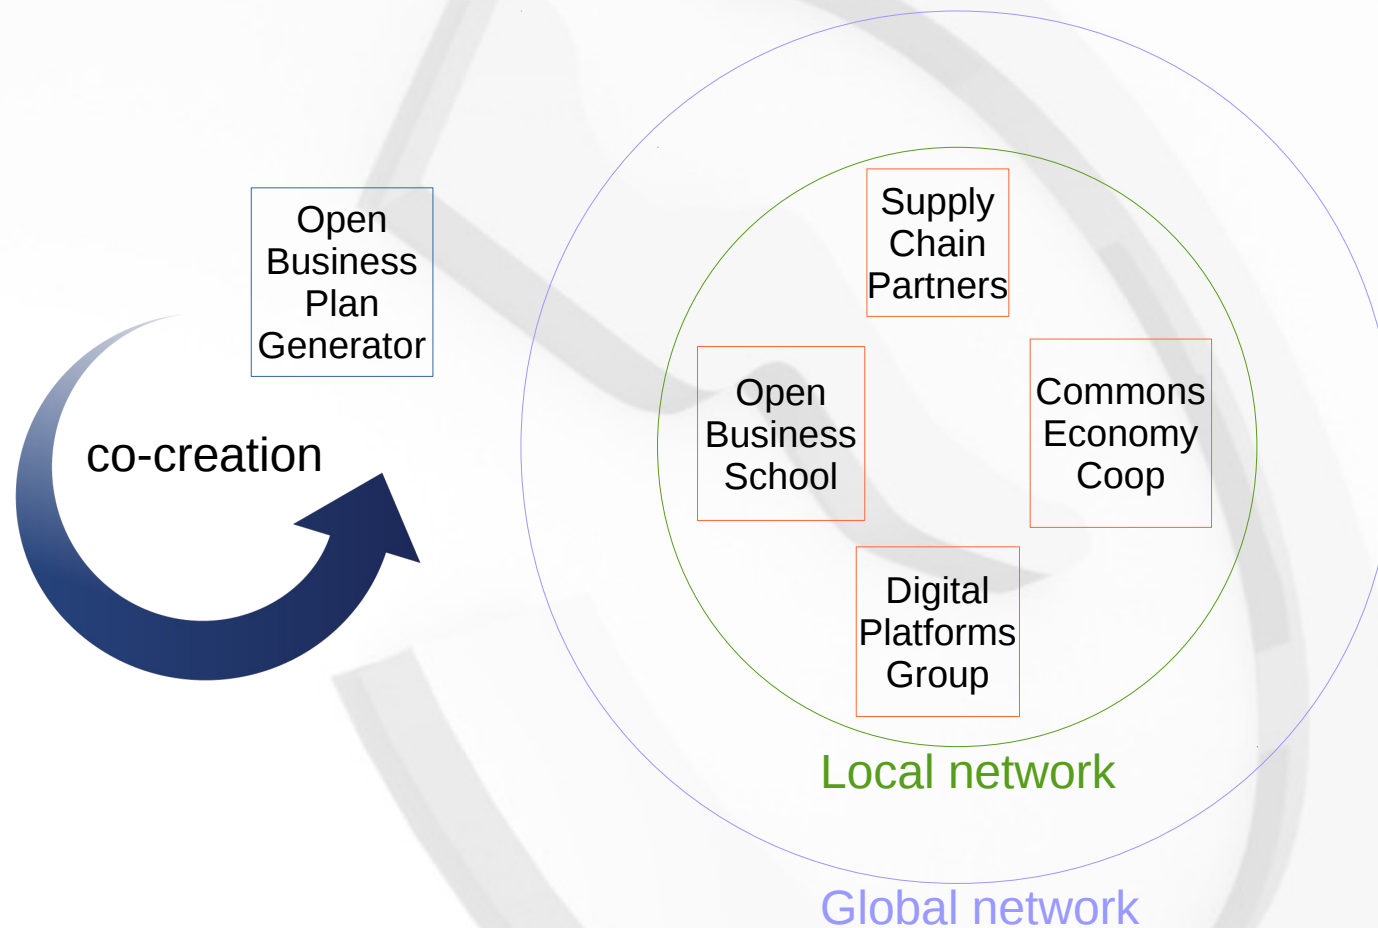 Open
Business
Plan
Generator
co-creation
Supply
Chain
Partners
Open
Business
School
Commons
Economy
Coop
Digital
Platforms
Group
Local network
Global network